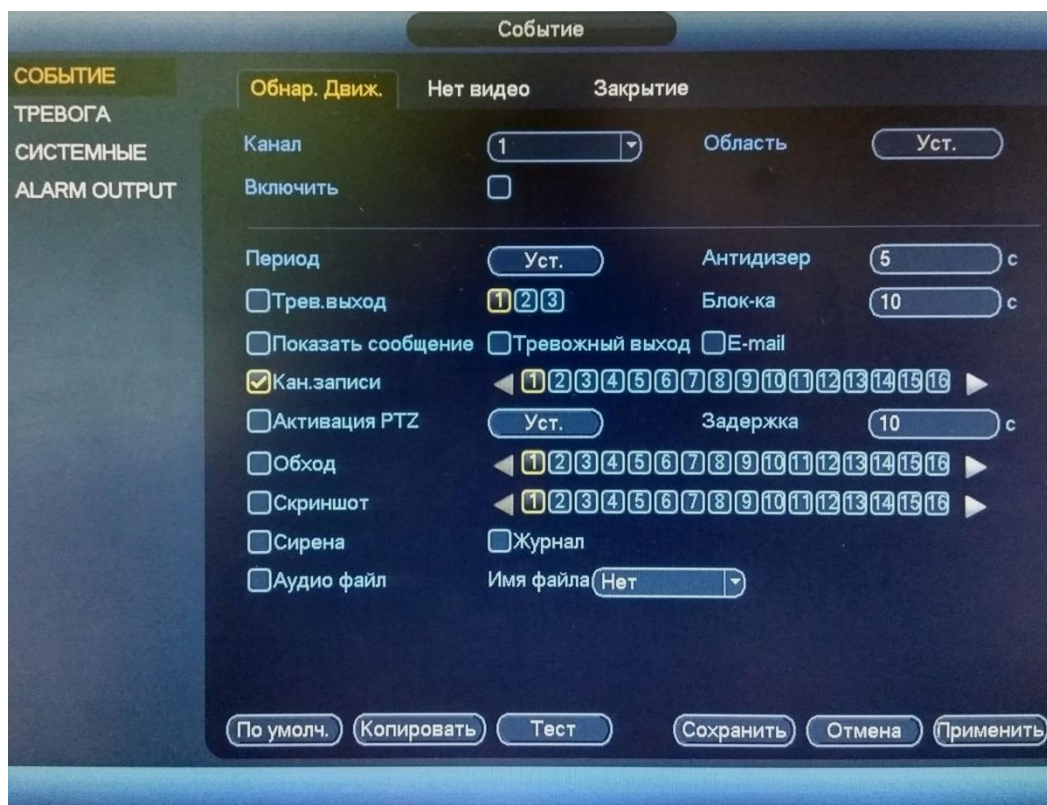 Событие
СОБЫТИЕ
ТРЕВОГА
СИСТЕМНЫЕ
ALARM OUTPUT
Обнар. Движ. Нет видео Закрытие
Канал 1 Область Уст.
Включить
Период Уст. Антидизер 5 с
Трев.выход 1 2 3 Блок-ка 10 с
Показать сообщение Тревожный выход E-mail
Кан.записи 1 2 3 4 5 6 7 8 9 10 11 12 13 14 15 16
Активация PTZ Уст. Задержка 10 с
Обход 1 2 3 4 5 6 7 8 9 10 11 12 13 14 15 16
Скриншот 1 2 3 4 5 6 7 8 9 10 11 12 13 14 15 16
Сирена Журнал
Аудио файл Имя файла Нет
По умолч. Копировать Тест Сохранить Отмена Применить